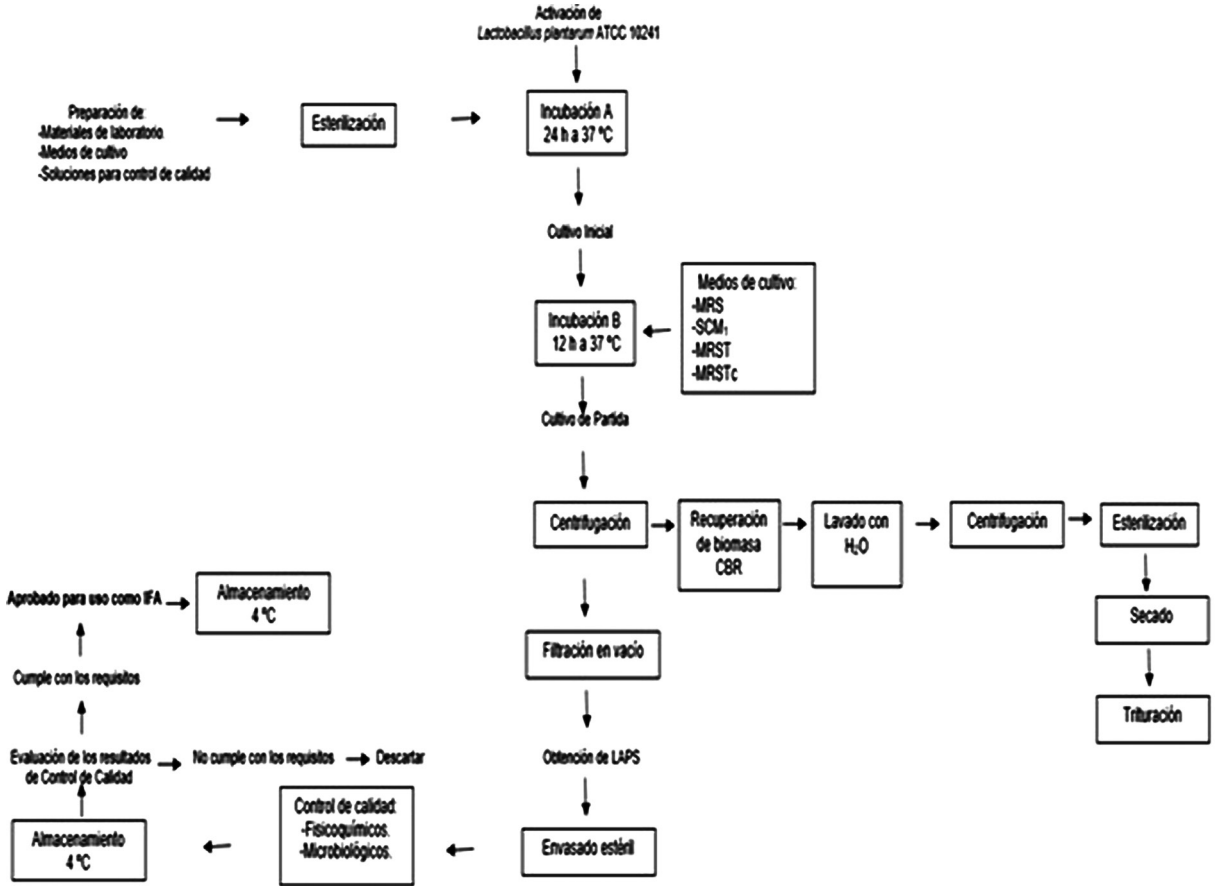 Activación de
Lactobacillus plantarum ATCC 10241
Preparación de:
-Materiales de laboratorio.
-Medios de cultivo
-Soluciones para control de calidad
Esterilización
Incubación A
24 h a 37 ºC
Cultivo Inicial
Incubación B
12 h a 37 ºC
Medios de cultivo:
-MRS
-SCM₁
-MRST
-MRSTc
Cultivo de Partida
Centrifugación
Recuperación
de biomasa
CBR
Lavado con
H₂O
Centrifugación
Esterilización
Secado
Trituración
Filtración en vacío
Obtención de LAPS
Envasado estéril
Control de calidad:
-Fisicoquímicos.
-Microbiológicos.
Almacenamiento
4 ºC
Evaluación de los resultados
de Control de Calidad
No cumple con los requisitos
Descartar
Cumple con los requisitos
Aprobado para uso como IFA
Almacenamiento
4 ºC